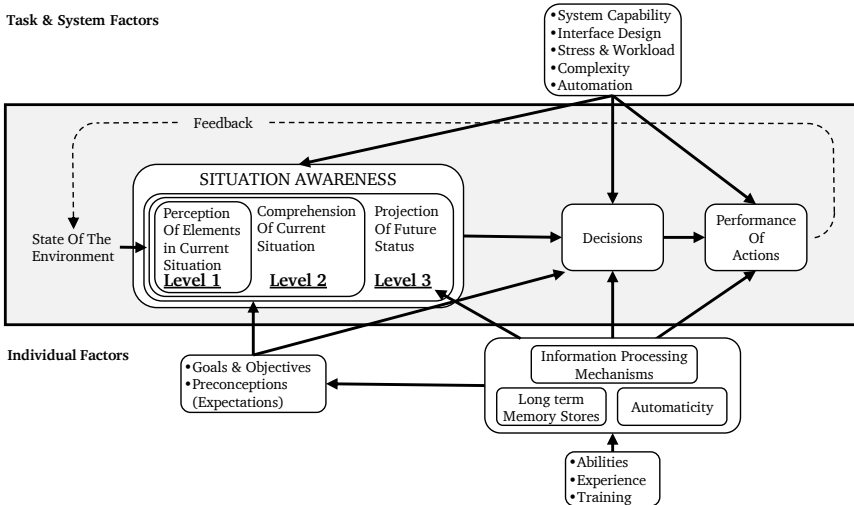 Task & System Factors
•System Capability
•Interface Design
•Stress & Workload
•Complexity
•Automation
Feedback
SITUATION AWARENESS
Perception
Of Elements
in Current
Situation
Level 1
Comprehension
Of Current
Situation
Level 2
Projection
Of Future
Status
Level 3
State Of The
Environment
Decisions
Performance
Of
Actions
Individual Factors
•Goals & Objectives
•Preconceptions
(Expectations)
Information Processing
Mechanisms
Long term
Memory Stores
Automaticity
•Abilities
•Experience
•Training